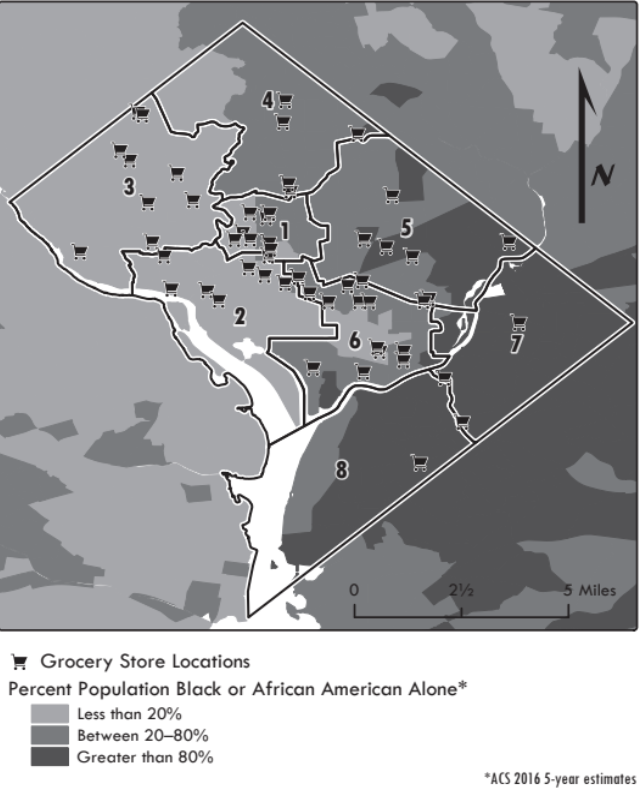 4
N
3
1
5
2
7
6
8
0 2½ 5 Miles
Grocery Store Locations
Percent Population Black or African American Alone*
Less than 20%
Between 20–80%
Greater than 80%
*ACS 2016 5-year estimates